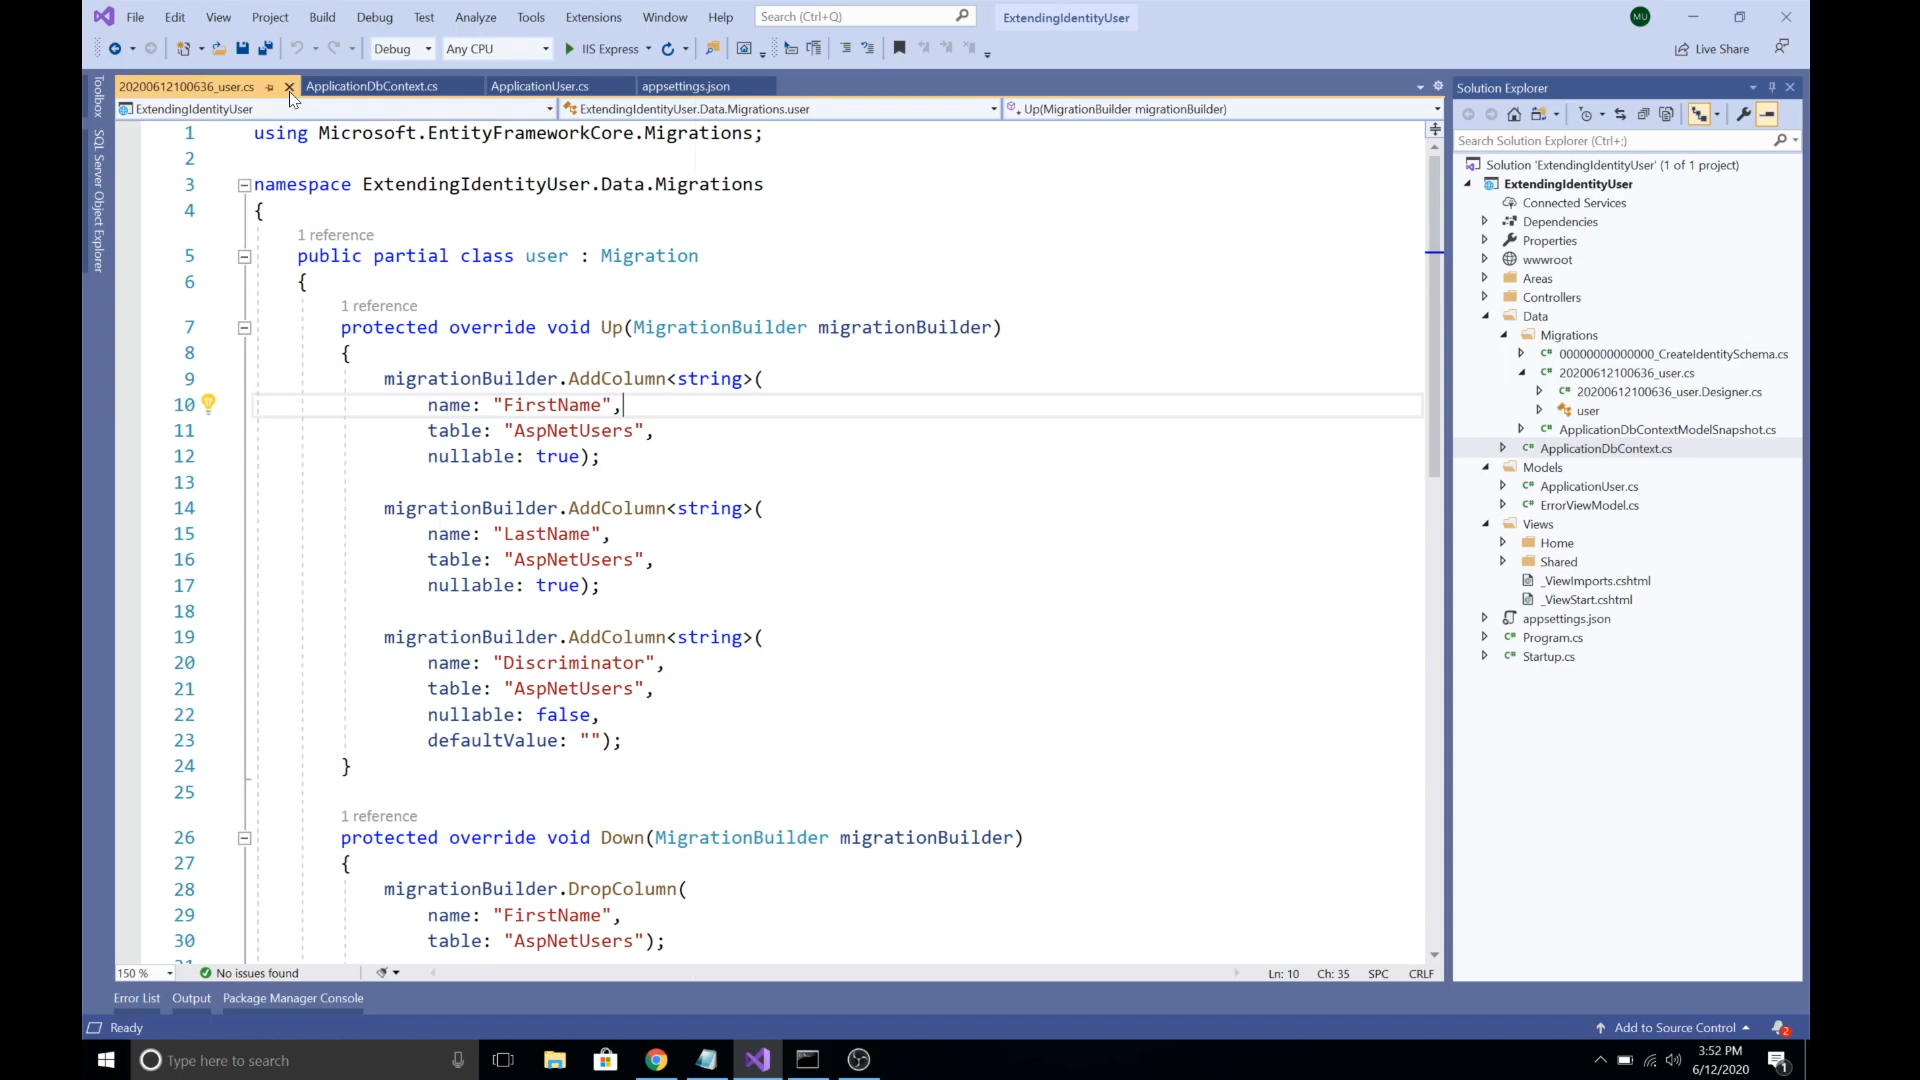 File Edit View Project Build Debug Test Analyze Tools Extensions Window Help Search (Ctrl+Q) ExtendingIdentityUser MU
Debug Any CPU IIS Express Live Share
Toolbox
SQL Server Object Explorer
20200612100636_user.cs ApplicationDbContext.cs ApplicationUser.cs appsettings.json
ExtendingIdentityUser ExtendingIdentityUser.Data.Migrations.user Up(MigrationBuilder migrationBuilder)
1 using Microsoft.EntityFrameworkCore.Migrations;
2
3 namespace ExtendingIdentityUser.Data.Migrations
4 {
1 reference
5 public partial class user : Migration
6 {
1 reference
7 protected override void Up(MigrationBuilder migrationBuilder)
8 {
9 migrationBuilder.AddColumn<string>(
10 name: "FirstName",
11 table: "AspNetUsers",
12 nullable: true);
13
14 migrationBuilder.AddColumn<string>(
15 name: "LastName",
16 table: "AspNetUsers",
17 nullable: true);
18
19 migrationBuilder.AddColumn<string>(
20 name: "Discriminator",
21 table: "AspNetUsers",
22 nullable: false,
23 defaultValue: "");
24 }
25
1 reference
26 protected override void Down(MigrationBuilder migrationBuilder)
27 {
28 migrationBuilder.DropColumn(
29 name: "FirstName",
30 table: "AspNetUsers");
150 % No issues found Ln: 10 Ch: 35 SPC CRLF
Solution Explorer
Search Solution Explorer (Ctrl+;)
Solution 'ExtendingIdentityUser' (1 of 1 project)
ExtendingIdentityUser
Connected Services
Dependencies
Properties
wwwroot
Areas
Controllers
Data
Migrations
C# 00000000000000_CreateIdentitySchema.cs
C# 20200612100636_user.cs
C# 20200612100636_user.Designer.cs
user
C# ApplicationDbContextModelSnapshot.cs
C# ApplicationDbContext.cs
Models
C# ApplicationUser.cs
C# ErrorViewModel.cs
Views
Home
Shared
_ViewImports.cshtml
_ViewStart.cshtml
appsettings.json
C# Program.cs
C# Startup.cs
Error List Output Package Manager Console
Ready Add to Source Control 2
Type here to search 3:52 PM
6/12/2020 1